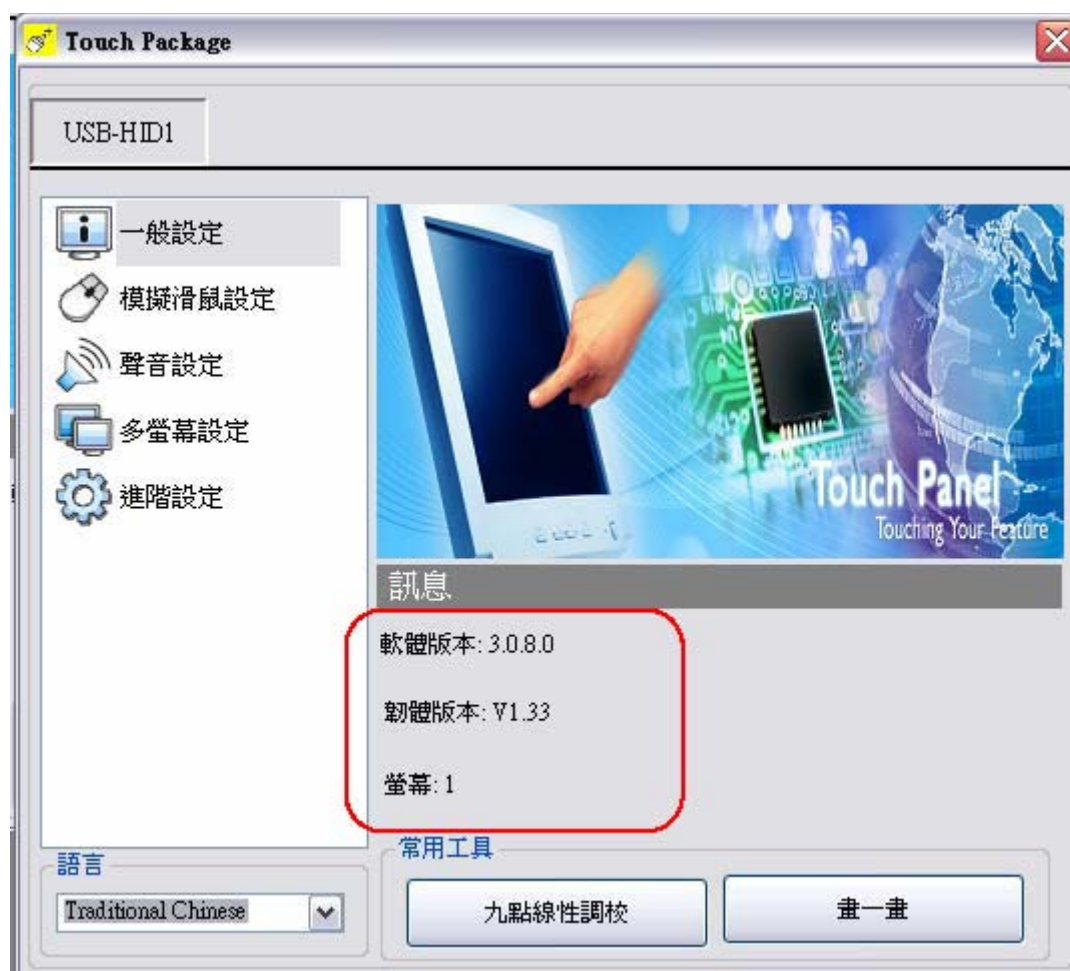 Touch Package
USB-HID1
一般設定
模擬滑鼠設定
聲音設定
多螢幕設定
進階設定
Touch Panel
Touching Your Feature
訊息
軟體版本: 3.0.8.0
韌體版本: V1.33
螢幕: 1
語言
Traditional Chinese
常用工具
九點線性調校
畫一畫